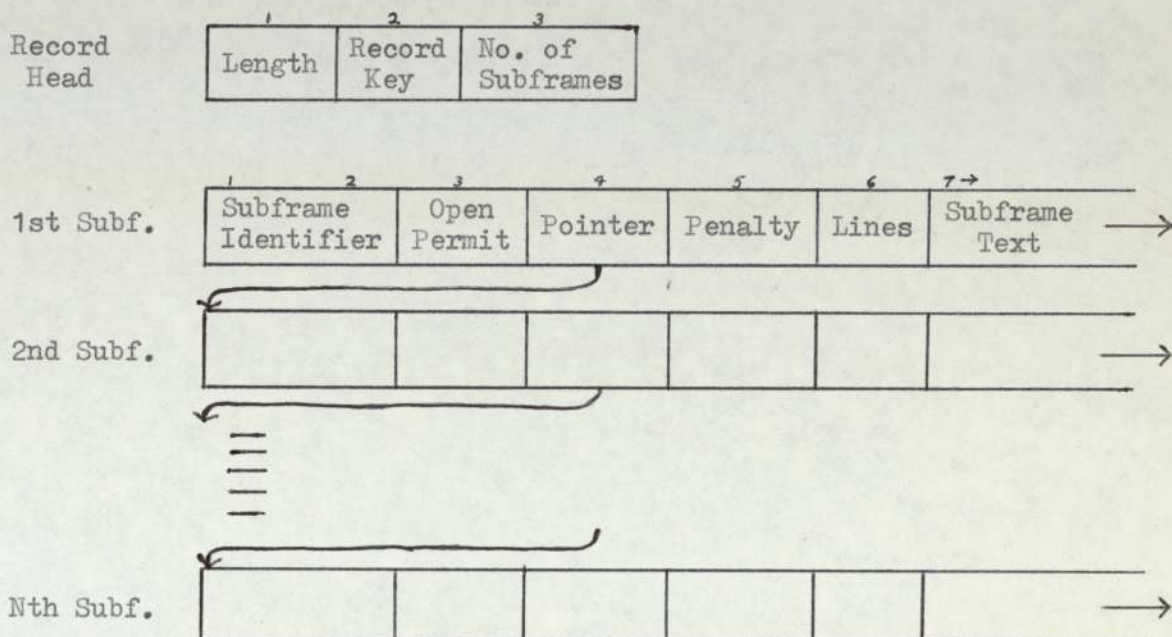 1 2 3
Record Head
Length
Record Key
No. of Subframes
1 2 3 4 5 6 7→
1st Subf.
Subframe Identifier
Open Permit
Pointer
Penalty
Lines
Subframe Text
2nd Subf.
Nth Subf.